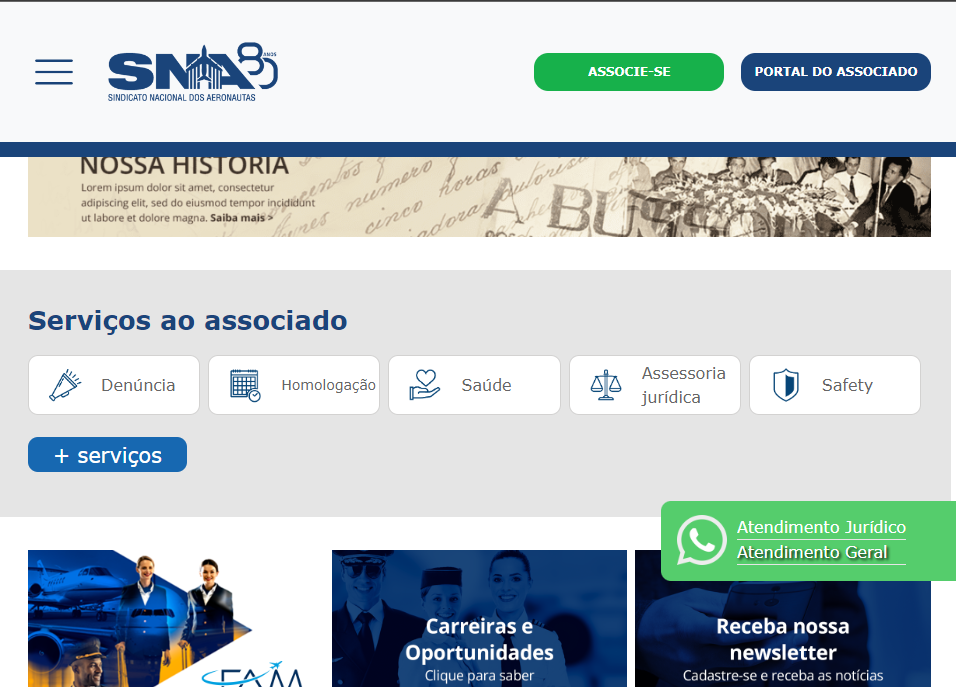 SNA 80 ANOS
SINDICATO NACIONAL DOS AERONAUTAS
ASSOCIE-SE
PORTAL DO ASSOCIADO
NOSSA HISTÓRIA
Lorem ipsum dolor sit amet, consectetur
adipiscing elit, sed do eiusmod tempor incididunt
ut labore et dolore magna. Saiba mais >
numero
cinco horas
Serviços ao associado
Denúncia
Homologação
Saúde
Assessoria
jurídica
Safety
+ serviços
Atendimento Jurídico
Atendimento Geral
Carreiras e
Oportunidades
Clique para saber
Receba nossa
newsletter
Cadastre-se e receba as notícias